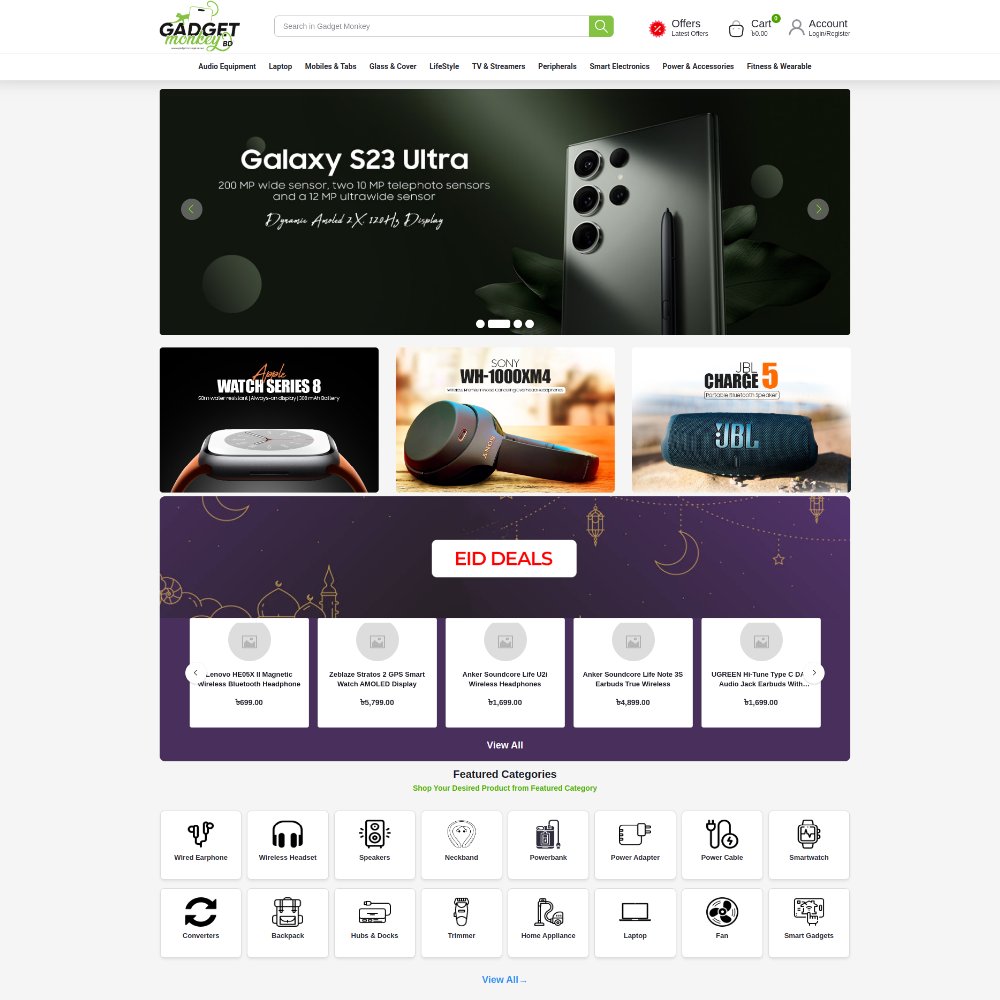 GADGET
monkey BD
Search in Gadget Monkey
Offers
Latest Offers
Cart
0
৳0.00
Account
Login/Register
Audio Equipment
Laptop
Mobiles & Tabs
Glass & Cover
LifeStyle
TV & Streamers
Peripherals
Smart Electronics
Power & Accessories
Fitness & Wearable
Galaxy S23 Ultra
200 MP wide sensor, two 10 MP telephoto sensors
and a 12 MP ultrawide sensor
Dynamic Amoled 2X 120Hz Display
Apple
WATCH SERIES 8
50m water resistant | Always-on display | 308 mAh Battery
SONY
WH-1000XM4
SONY
JBL
CHARGE 5
Portable Bluetooth Speaker
JBL
EID DEALS
Lenovo HE05X II Magnetic
Wireless Bluetooth Headphone
৳699.00
Zeblaze Stratos 2 GPS Smart
Watch AMOLED Display
৳5,799.00
Anker Soundcore Life U2i
Wireless Headphones
৳1,699.00
Anker Soundcore Life Note 3S
Earbuds True Wireless
৳4,899.00
UGREEN Hi-Tune Type C DA
Audio Jack Earbuds With...
৳1,699.00
View All
Featured Categories
Shop Your Desired Product from Featured Category
Wired Earphone
Wireless Headset
Speakers
Neckband
Powerbank
Power Adapter
Power Cable
Smartwatch
Converters
Backpack
Hubs & Docks
Trimmer
Home Appliance
Laptop
Fan
Smart Gadgets
View All→